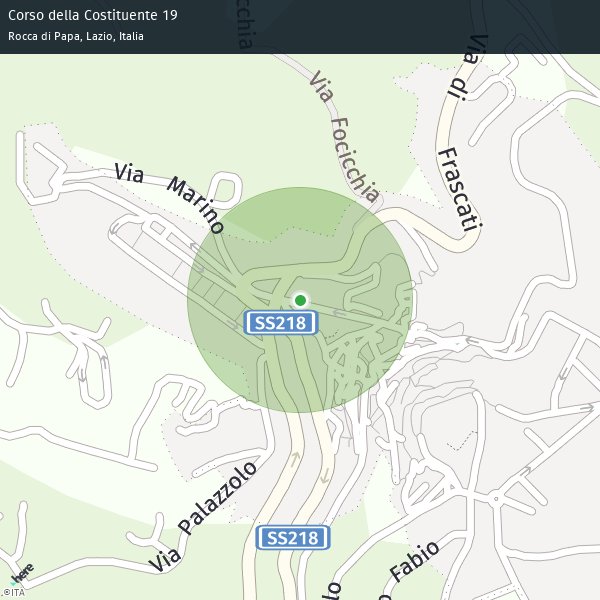 Corso della Costituente 19
Rocca di Papa, Lazio, Italia
Via di
Frascati
Via Focicchia
Via Marino
SS218
Via Palazzolo
SS218
Fabio
here
©ITA